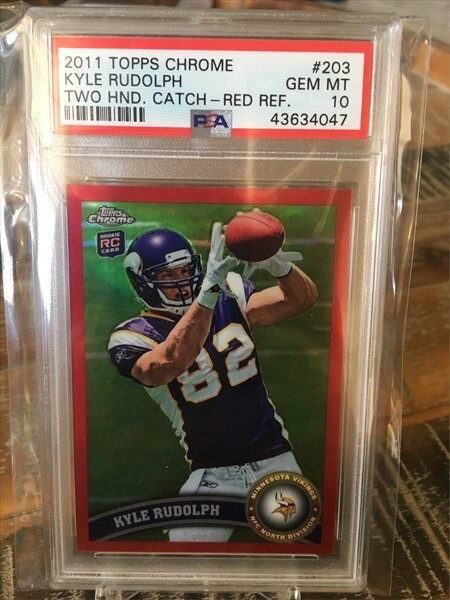 2011 TOPPS CHROME #203
KYLE RUDOLPH GEM MT
TWO HND. CATCH – RED REF. 10
PSA 43634047
Topps
Chrome
ROOKIE
RC
CARD
82
MINNESOTA VIKINGS
NFC NORTH DIVISION
KYLE RUDOLPH